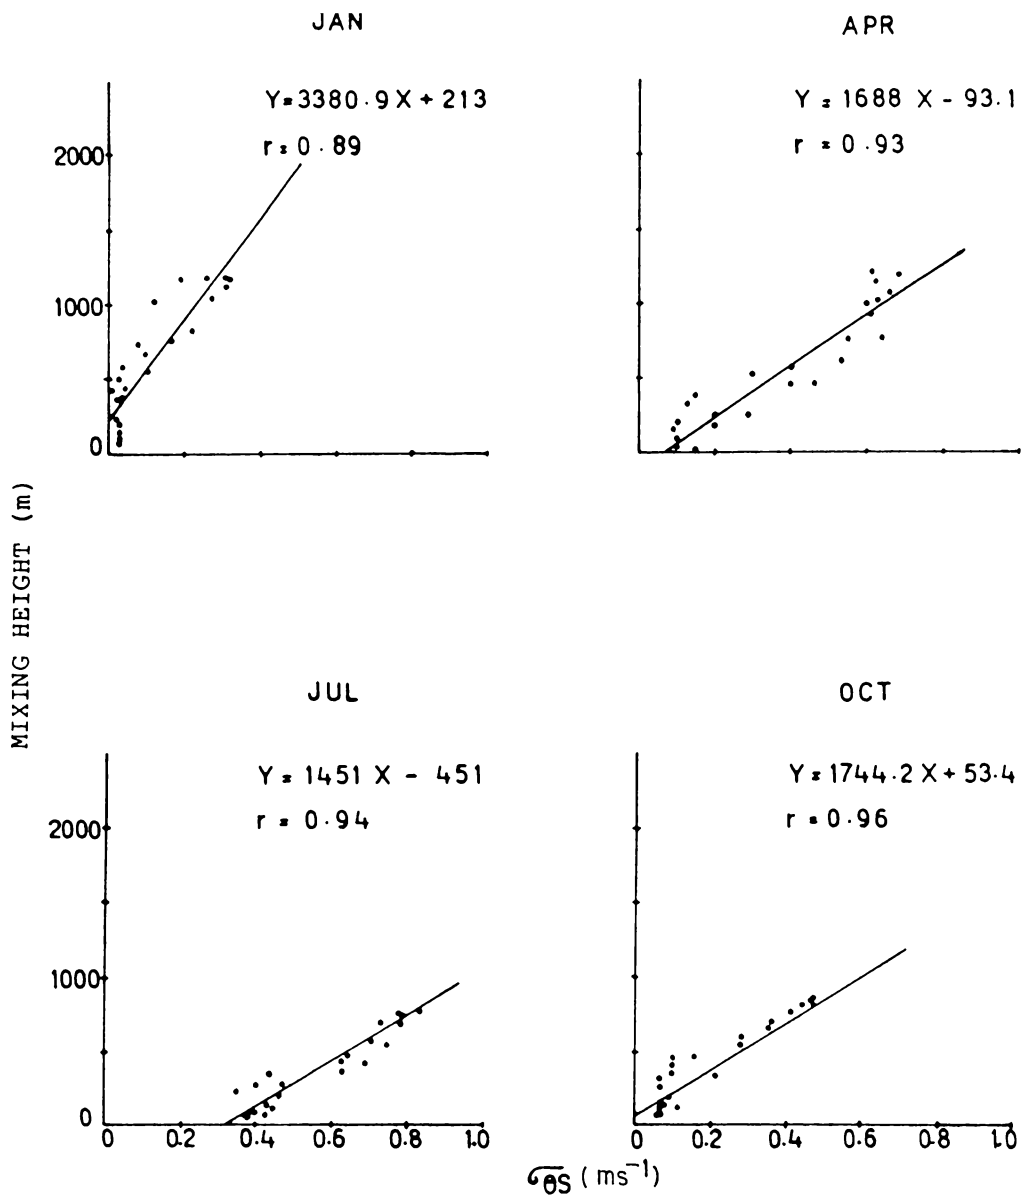 JAN
Y=3380.9X + 213
r = 0.89
2000
1000
0
APR
Y = 1688 X - 93.1
r = 0.93
MIXING HEIGHT (m)
JUL
Y = 1451 X - 451
r = 0.94
2000
1000
0
0 0.2 0.4 0.6 0.8 1.0
OCT
Y=1744.2X+53.4
r = 0.96
0 0.2 0.4 0.6 0.8 1.0
σθS (ms⁻¹)